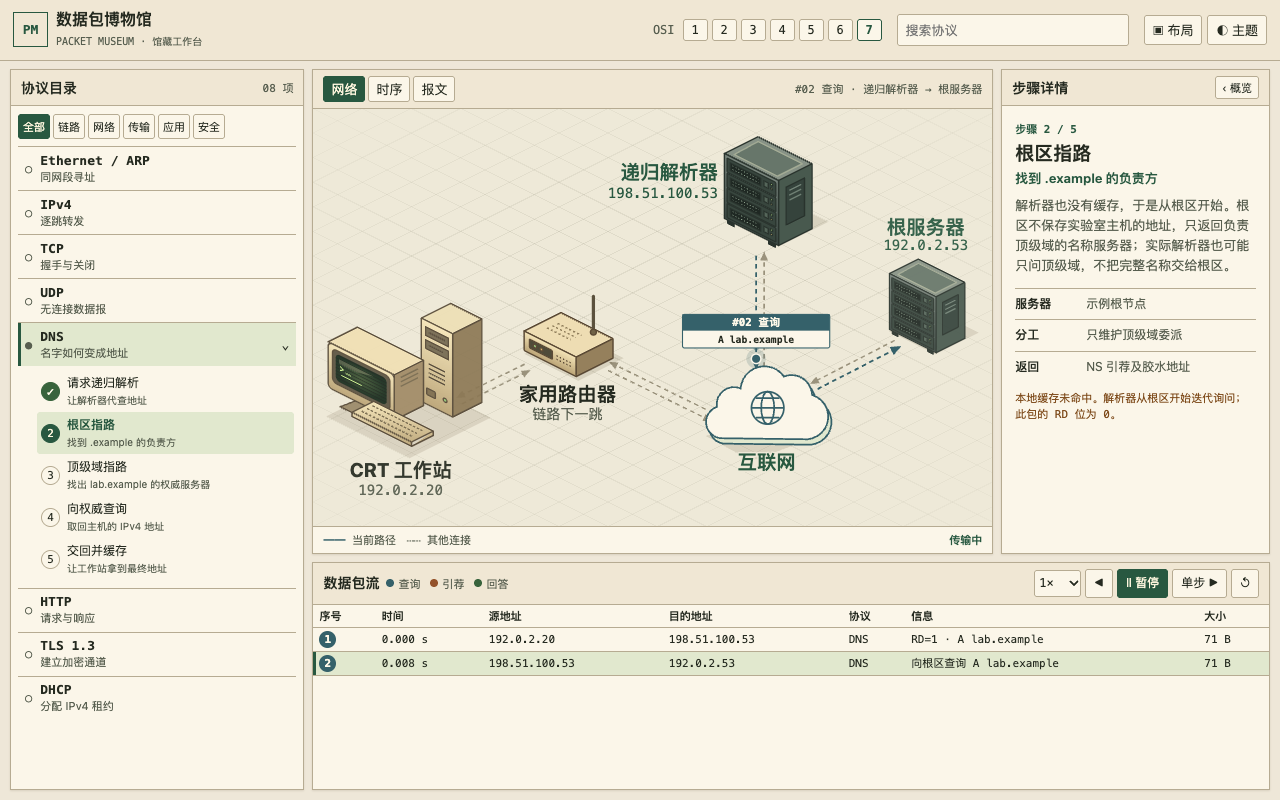 PM
数据包博物馆
PACKET MUSEUM · 馆藏工作台
OSI 1 2 3 4 5 6 7
搜索协议
▣ 布局
◐ 主题
协议目录
08 项
全部 链路 网络 传输 应用 安全
Ethernet / ARP
同网段寻址
IPv4
逐跳转发
TCP
握手与关闭
UDP
无连接数据报
DNS
名字如何变成地址
✓ 请求递归解析
让解析器代查地址
2 根区指路
找到 .example 的负责方
3 顶级域指路
找出 lab.example 的权威服务器
4 向权威查询
取回主机的 IPv4 地址
5 交回并缓存
让工作站拿到最终地址
HTTP
请求与响应
TLS 1.3
建立加密通道
DHCP
分配 IPv4 租约
网络 时序 报文
#02 查询 · 递归解析器 → 根服务器
递归解析器
198.51.100.53
根服务器
192.0.2.53
#02 查询
A lab.example
家用路由器
链路下一跳
互联网
CRT 工作站
192.0.2.20
当前路径 其他连接
传输中
步骤详情
‹ 概览
步骤 2 / 5
根区指路
找到 .example 的负责方
解析器也没有缓存，于是从根区开始。根
区不保存实验室主机的地址，只返回负责
顶级域的名称服务器；实际解析器也可能
只问顶级域，不把完整名称交给根区。
服务器 示例根节点
分工 只维护顶级域委派
返回 NS 引荐及胶水地址
本地缓存未命中。解析器从根区开始迭代询问；
此包的 RD 位为 0。
数据包流 查询 引荐 回答
1× ◀ Ⅱ 暂停 单步 ▶ ↺
序号 时间 源地址 目的地址 协议 信息 大小
1 0.000 s 192.0.2.20 198.51.100.53 DNS RD=1 · A lab.example 71 B
2 0.008 s 198.51.100.53 192.0.2.53 DNS 向根区查询 A lab.example 71 B